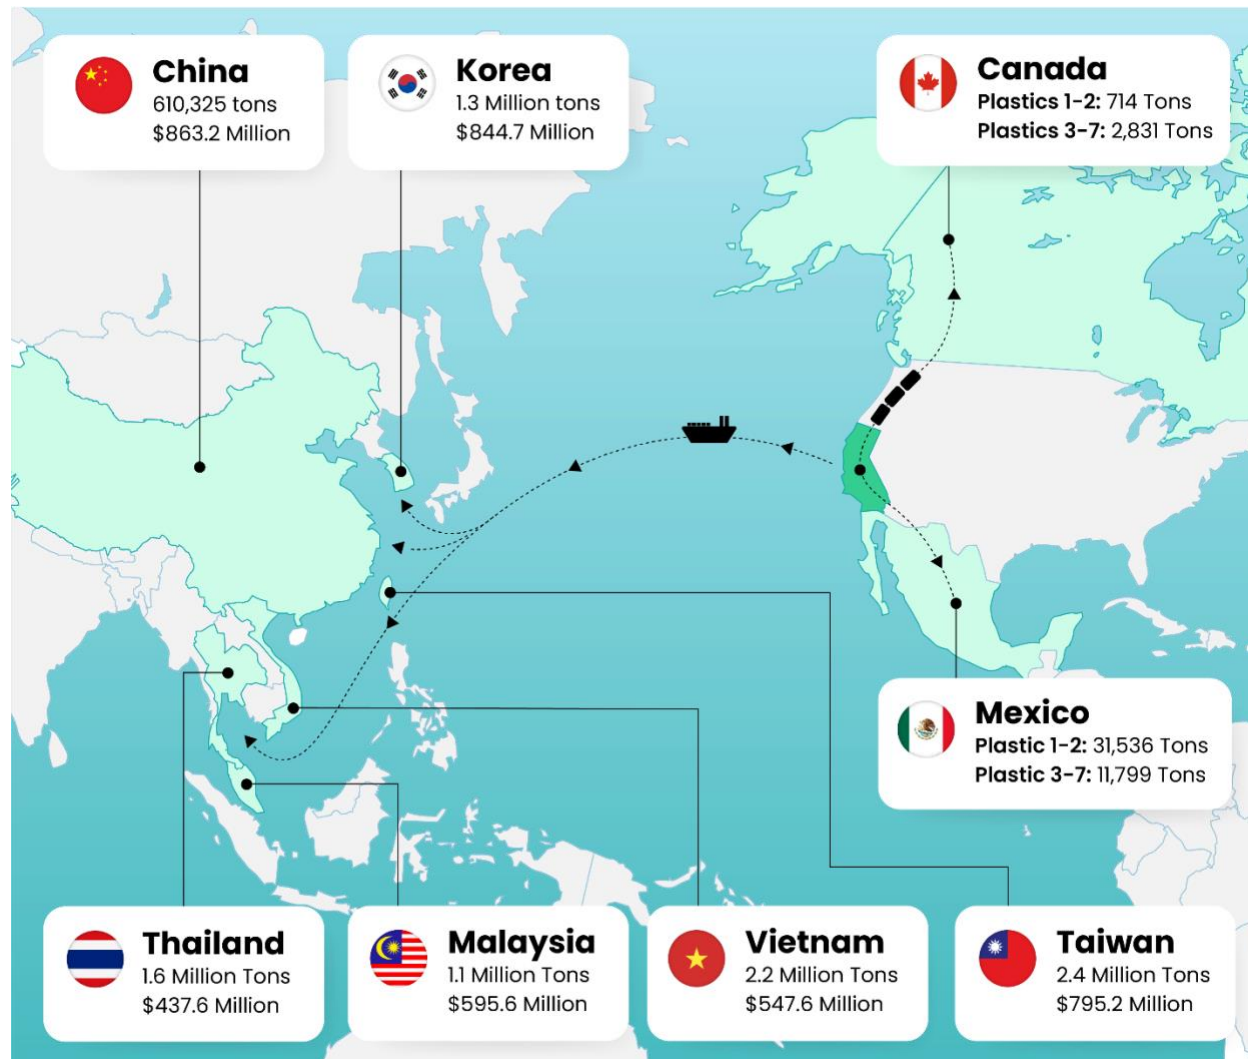 China
610,325 tons
$863.2 Million
Korea
1.3 Million tons
$844.7 Million
Canada
Plastics 1-2: 714 Tons
Plastics 3-7: 2,831 Tons
Mexico
Plastic 1-2: 31,536 Tons
Plastic 3-7: 11,799 Tons
Thailand
1.6 Million Tons
$437.6 Million
Malaysia
1.1 Million Tons
$595.6 Million
Vietnam
2.2 Million Tons
$547.6 Million
Taiwan
2.4 Million Tons
$795.2 Million